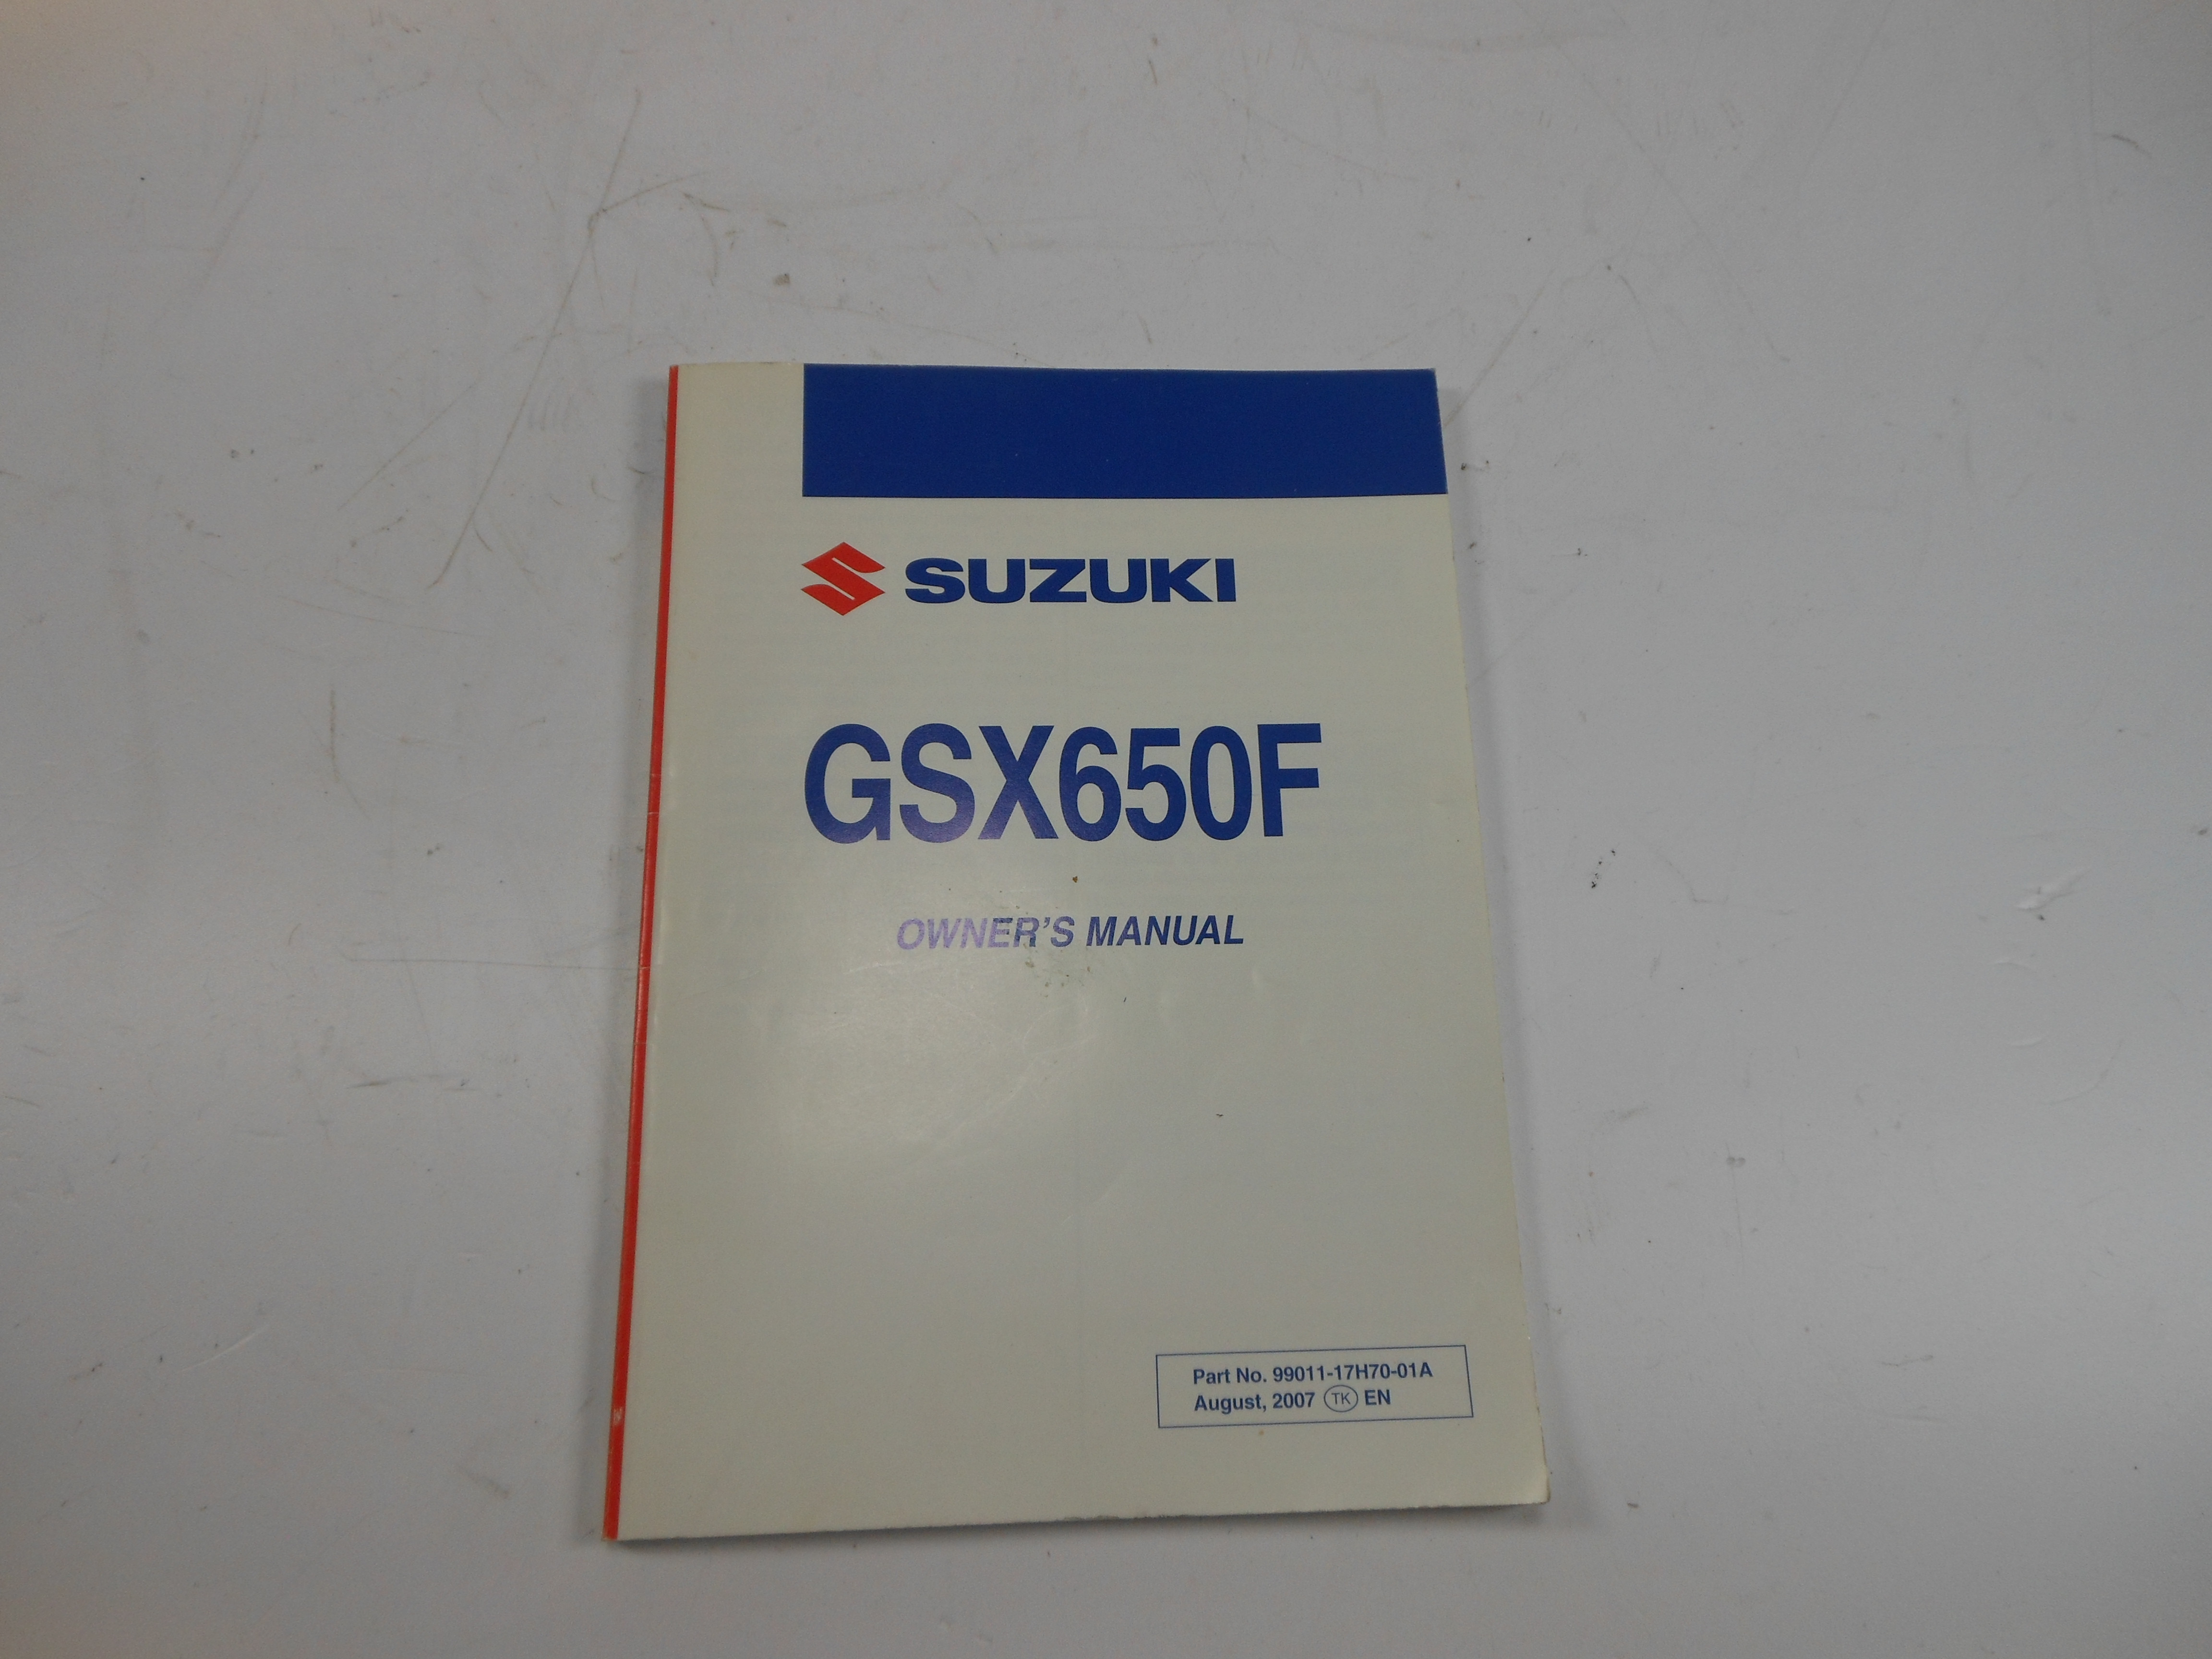 SUZUKI
GSX650F
OWNER'S MANUAL
Part No. 99011-17H70-01A
August, 2007 TK EN